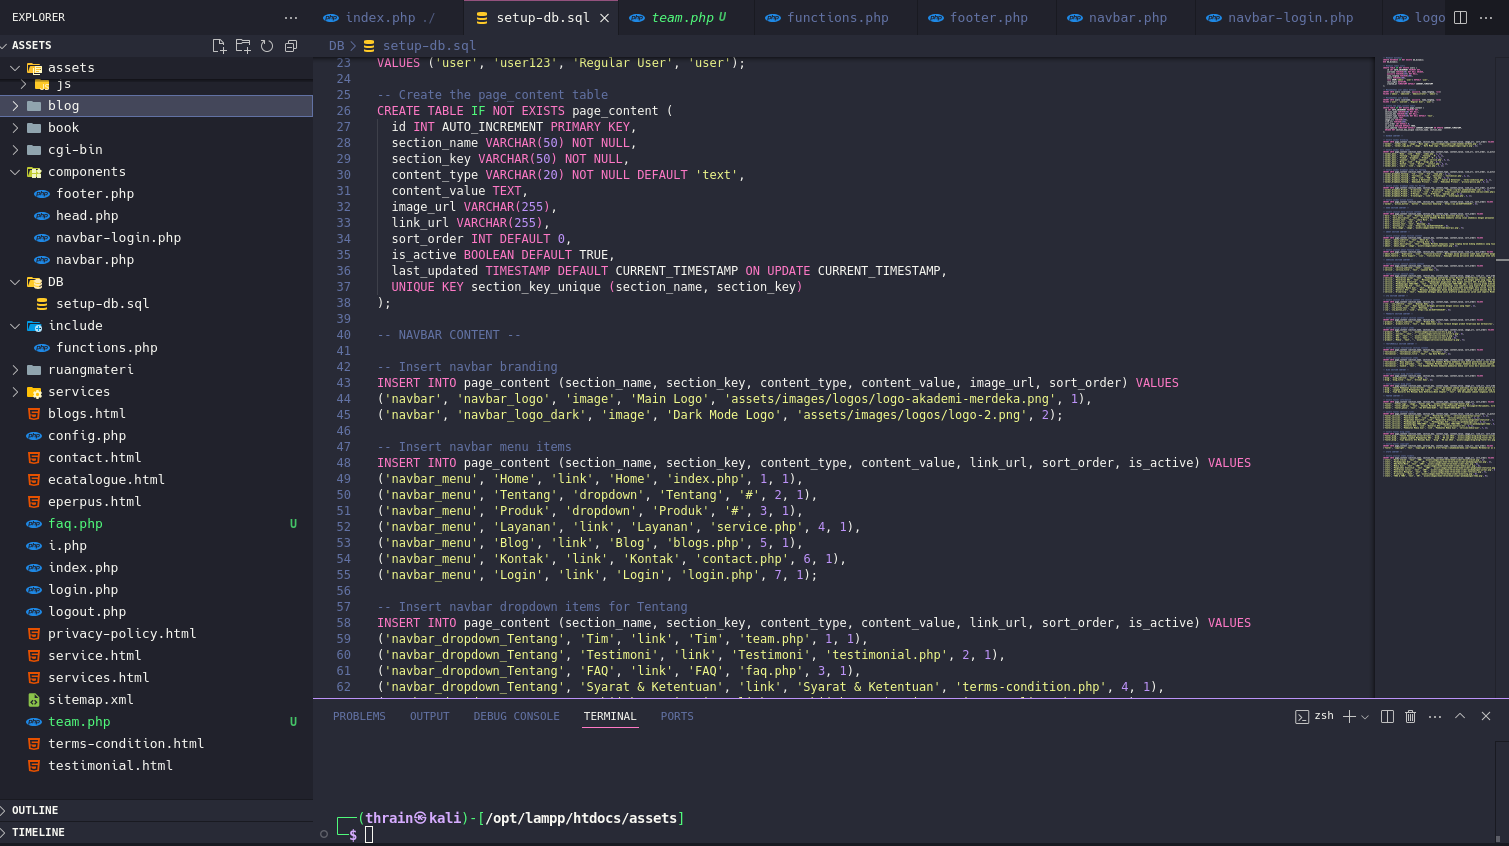 EXPLORER
index.php ./
setup-db.sql
team.php U
functions.php
footer.php
navbar.php
navbar-login.php
logo
ASSETS
DB > setup-db.sql
assets
js
blog
book
cgi-bin
components
footer.php
head.php
navbar-login.php
navbar.php
DB
setup-db.sql
include
functions.php
ruangmateri
services
blogs.html
config.php
contact.html
ecatalogue.html
eperpus.html
faq.php U
i.php
index.php
login.php
logout.php
privacy-policy.html
service.html
services.html
sitemap.xml
team.php U
terms-condition.html
testimonial.html
OUTLINE
TIMELINE
23 VALUES ('user', 'user123', 'Regular User', 'user');
24
25 -- Create the page_content table
26 CREATE TABLE IF NOT EXISTS page_content (
27 id INT AUTO_INCREMENT PRIMARY KEY,
28 section_name VARCHAR(50) NOT NULL,
29 section_key VARCHAR(50) NOT NULL,
30 content_type VARCHAR(20) NOT NULL DEFAULT 'text',
31 content_value TEXT,
32 image_url VARCHAR(255),
33 link_url VARCHAR(255),
34 sort_order INT DEFAULT 0,
35 is_active BOOLEAN DEFAULT TRUE,
36 last_updated TIMESTAMP DEFAULT CURRENT_TIMESTAMP ON UPDATE CURRENT_TIMESTAMP,
37 UNIQUE KEY section_key_unique (section_name, section_key)
38 );
39
40 -- NAVBAR CONTENT --
41
42 -- Insert navbar branding
43 INSERT INTO page_content (section_name, section_key, content_type, content_value, image_url, sort_order) VALUES
44 ('navbar', 'navbar_logo', 'image', 'Main Logo', 'assets/images/logos/logo-akademi-merdeka.png', 1),
45 ('navbar', 'navbar_logo_dark', 'image', 'Dark Mode Logo', 'assets/images/logos/logo-2.png', 2);
46
47 -- Insert navbar menu items
48 INSERT INTO page_content (section_name, section_key, content_type, content_value, link_url, sort_order, is_active) VALUES
49 ('navbar_menu', 'Home', 'link', 'Home', 'index.php', 1, 1),
50 ('navbar_menu', 'Tentang', 'dropdown', 'Tentang', '#', 2, 1),
51 ('navbar_menu', 'Produk', 'dropdown', 'Produk', '#', 3, 1),
52 ('navbar_menu', 'Layanan', 'link', 'Layanan', 'service.php', 4, 1),
53 ('navbar_menu', 'Blog', 'link', 'Blog', 'blogs.php', 5, 1),
54 ('navbar_menu', 'Kontak', 'link', 'Kontak', 'contact.php', 6, 1),
55 ('navbar_menu', 'Login', 'link', 'Login', 'login.php', 7, 1);
56
57 -- Insert navbar dropdown items for Tentang
58 INSERT INTO page_content (section_name, section_key, content_type, content_value, link_url, sort_order, is_active) VALUES
59 ('navbar_dropdown_Tentang', 'Tim', 'link', 'Tim', 'team.php', 1, 1),
60 ('navbar_dropdown_Tentang', 'Testimoni', 'link', 'Testimoni', 'testimonial.php', 2, 1),
61 ('navbar_dropdown_Tentang', 'FAQ', 'link', 'FAQ', 'faq.php', 3, 1),
62 ('navbar_dropdown_Tentang', 'Syarat & Ketentuan', 'link', 'Syarat & Ketentuan', 'terms-condition.php', 4, 1),
PROBLEMS OUTPUT DEBUG CONSOLE TERMINAL PORTS
zsh
(thrain㉿kali)-[/opt/lampp/htdocs/assets]
$